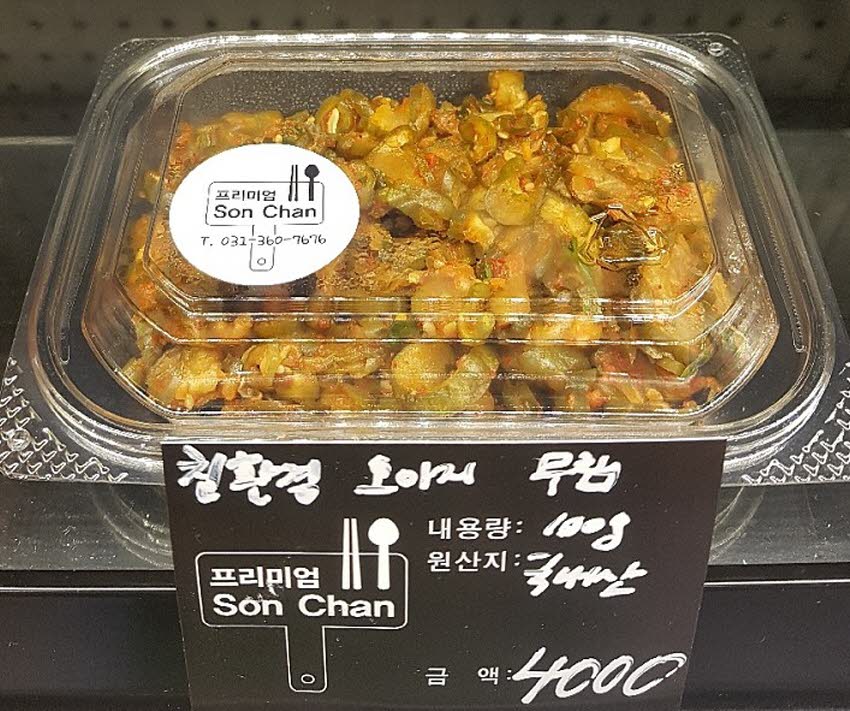 프리미엄
Son Chan
T. 031-360-7676
친환경 오이지 무침
프리미엄
Son Chan
내용량: 100g
원산지: 국내산
금 액: 4000